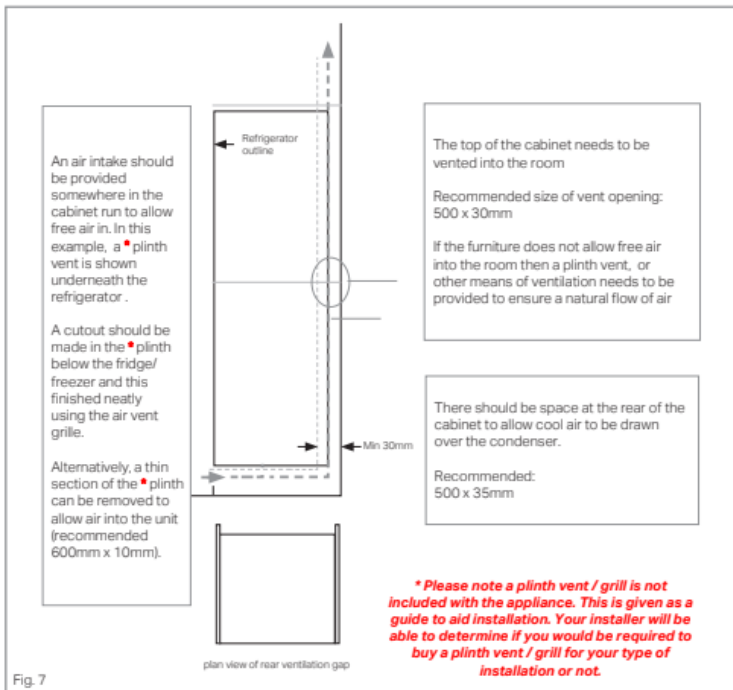 An air intake should
be provided
somewhere in the
cabinet run to allow
free air in. In this
example, a * plinth
vent is shown
underneath the
refrigerator .
A cutout should be
made in the * plinth
below the fridge/
freezer and this
finished neatly
using the air vent
grille.
Alternatively, a thin
section of the * plinth
can be removed to
allow air into the unit
(recommended
600mm x 10mm).
Refrigerator
outline
Min 30mm
plan view of rear ventilation gap
The top of the cabinet needs to be
vented into the room
Recommended size of vent opening:
500 x 30mm
If the furniture does not allow free air
into the room then a plinth vent, or
other means of ventilation needs to be
provided to ensure a natural flow of air
There should be space at the rear of the
cabinet to allow cool air to be drawn
over the condenser.
Recommended:
500 x 35mm
* Please note a plinth vent / grill is not
included with the appliance. This is given as a
guide to aid installation. Your installer will be
able to determine if you would be required to
buy a plinth vent / grill for your type of
installation or not.
Fig. 7